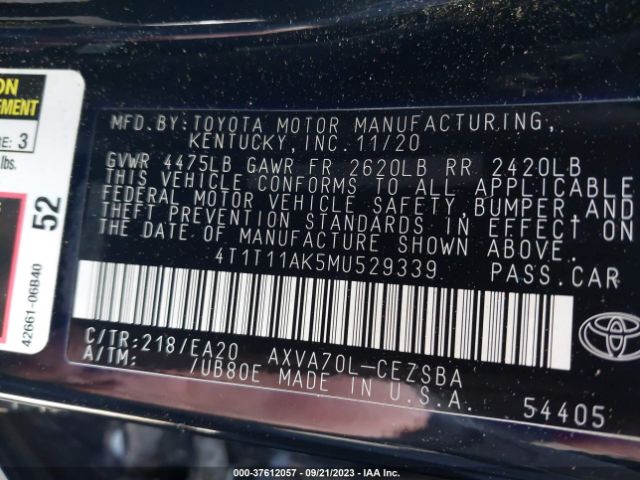 ON
EMENT
RE: 3
lbs.
52
42661-06B40
MFD.BY:TOYOTA MOTOR MANUFACTURING,
KENTUCKY, INC. 11/20
GVWR 4475LB GAWR FR 2620LB RR 2420LB
THIS VEHICLE CONFORMS TO ALL APPLICABLE
FEDERAL MOTOR VEHICLE SAFETY,BUMPER,AND
THEFT PREVENTION STANDARDS IN EFFECT ON
THE DATE OF MANUFACTURE SHOWN ABOVE.
4T1T11AK5MU529339 PASS.CAR
C/TR:218/EA20 AXVA70L-CEZSBA
A/TM: /UB80E MADE IN U.S.A.
54405
TOYOTA
000-37612057 - 09/21/2023 - IAA Inc.